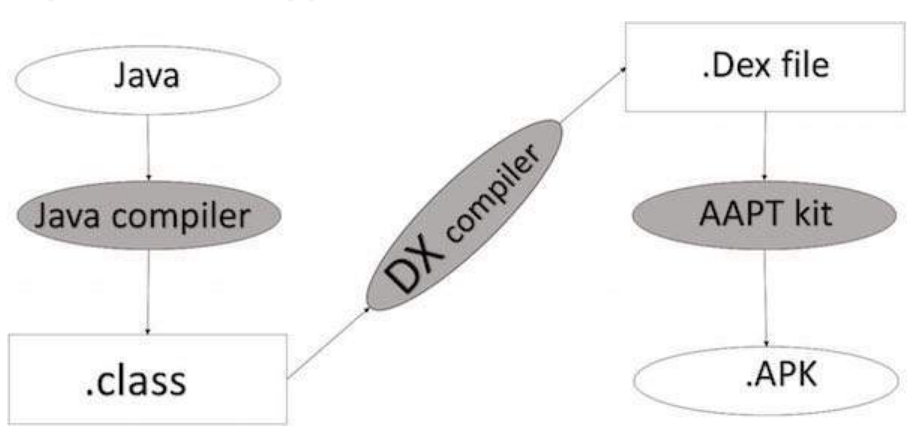 Java
Java compiler
.class
DX compiler
.Dex file
AAPT kit
.APK